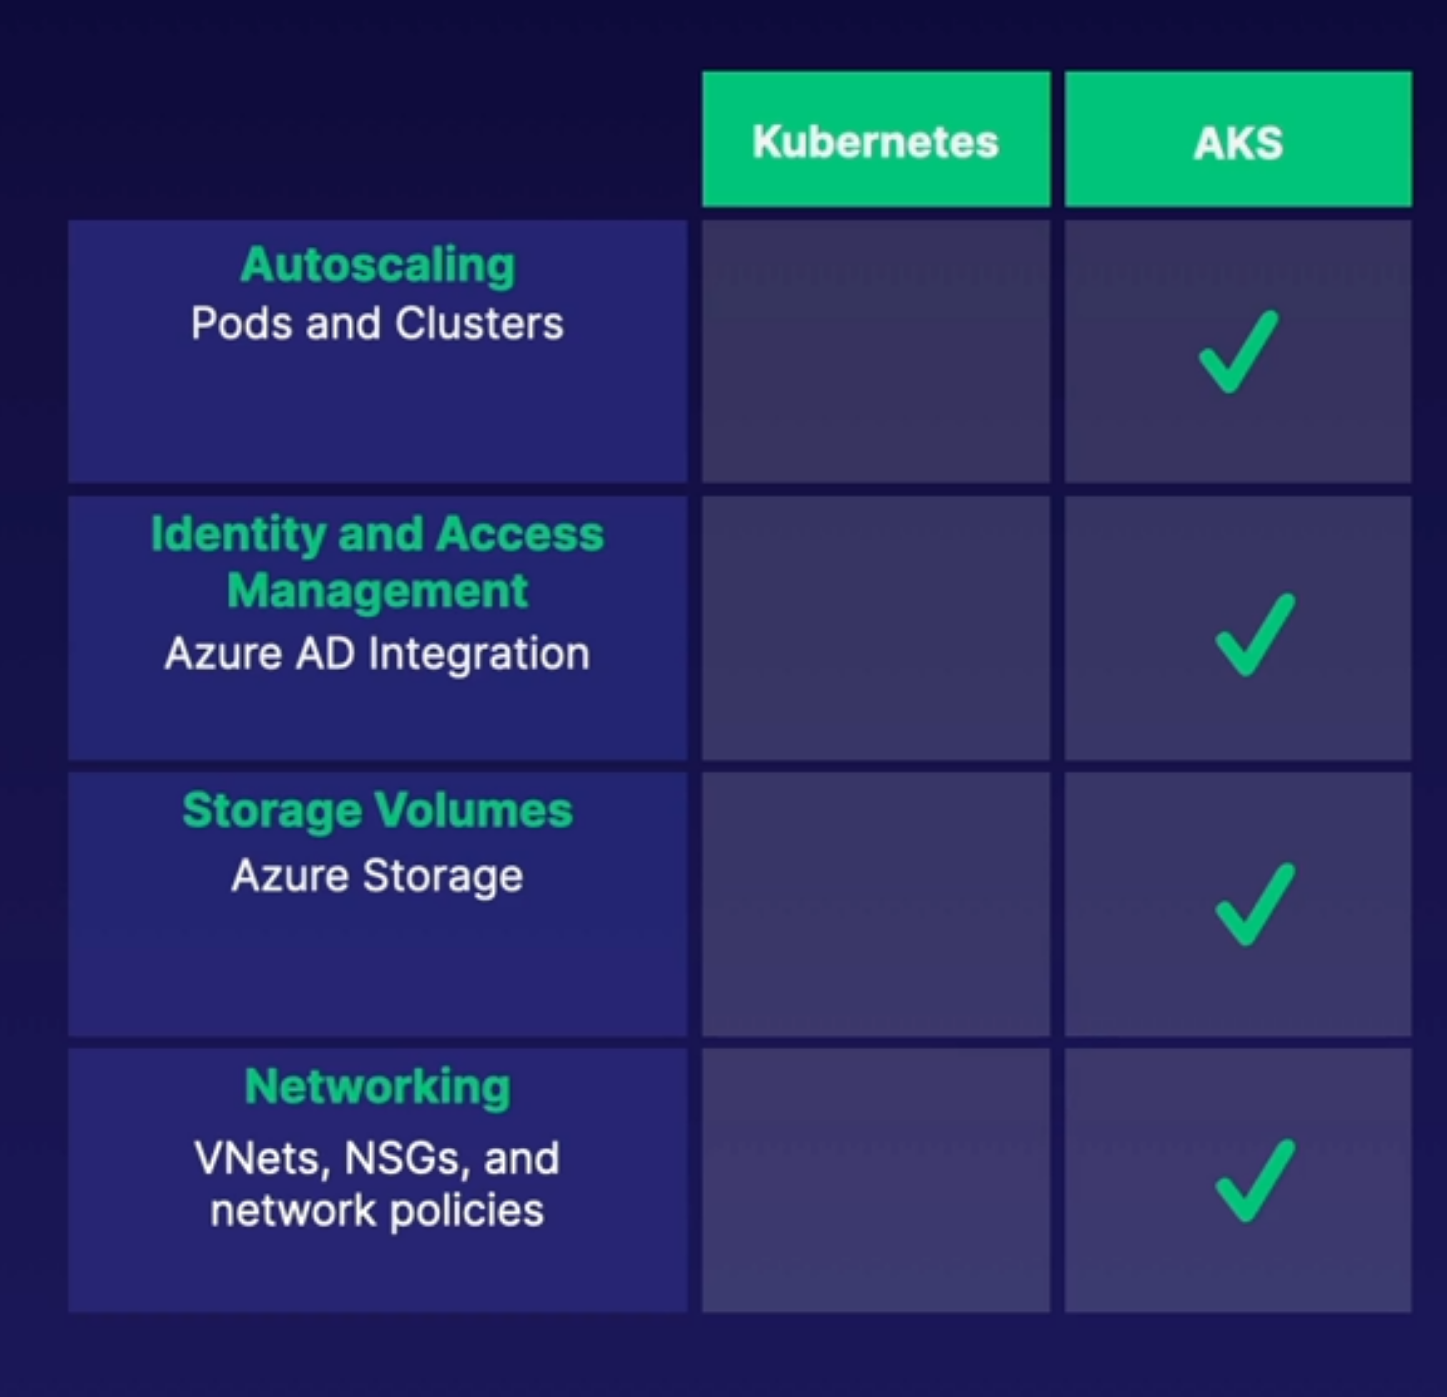 Kubernetes
AKS
Autoscaling
Pods and Clusters
Identity and Access
Management
Azure AD Integration
Storage Volumes
Azure Storage
Networking
VNets, NSGs, and
network policies